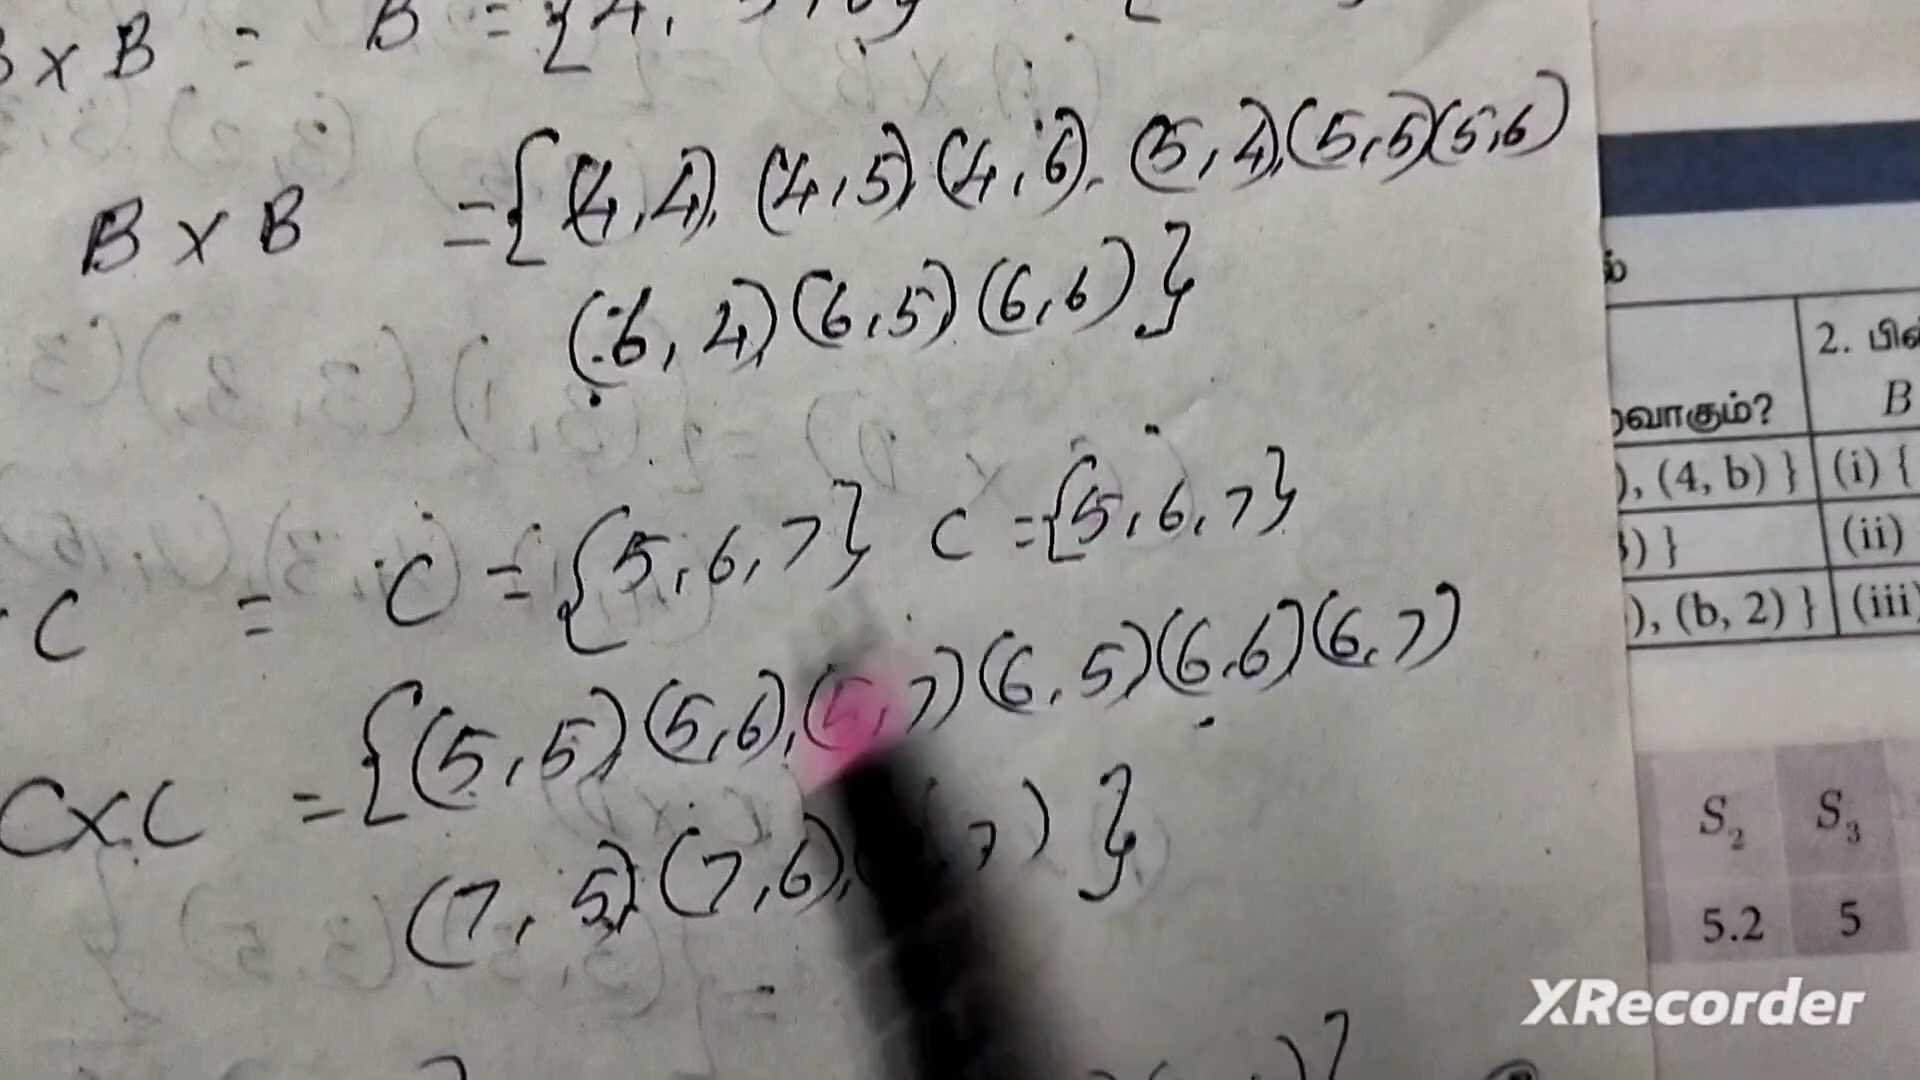 B × B = B = {4,
B × B = {(4,4), (4,5) (4,6). (5,4),(5,5)(5,6)
(6,4)(6,5)(6,6)}
C = C = {5,6,7} C = {5,6,7}
C×C = {(5,5)(5,6),(5,7)(6,5)(6,6)(6,7)
(7,5)(7,6),
2.
B
வாகும்?
), (4, b) } (i) {
) } (ii)
), (b, 2) } (iii)
S₂ S₃
5.2 5
XRecorder